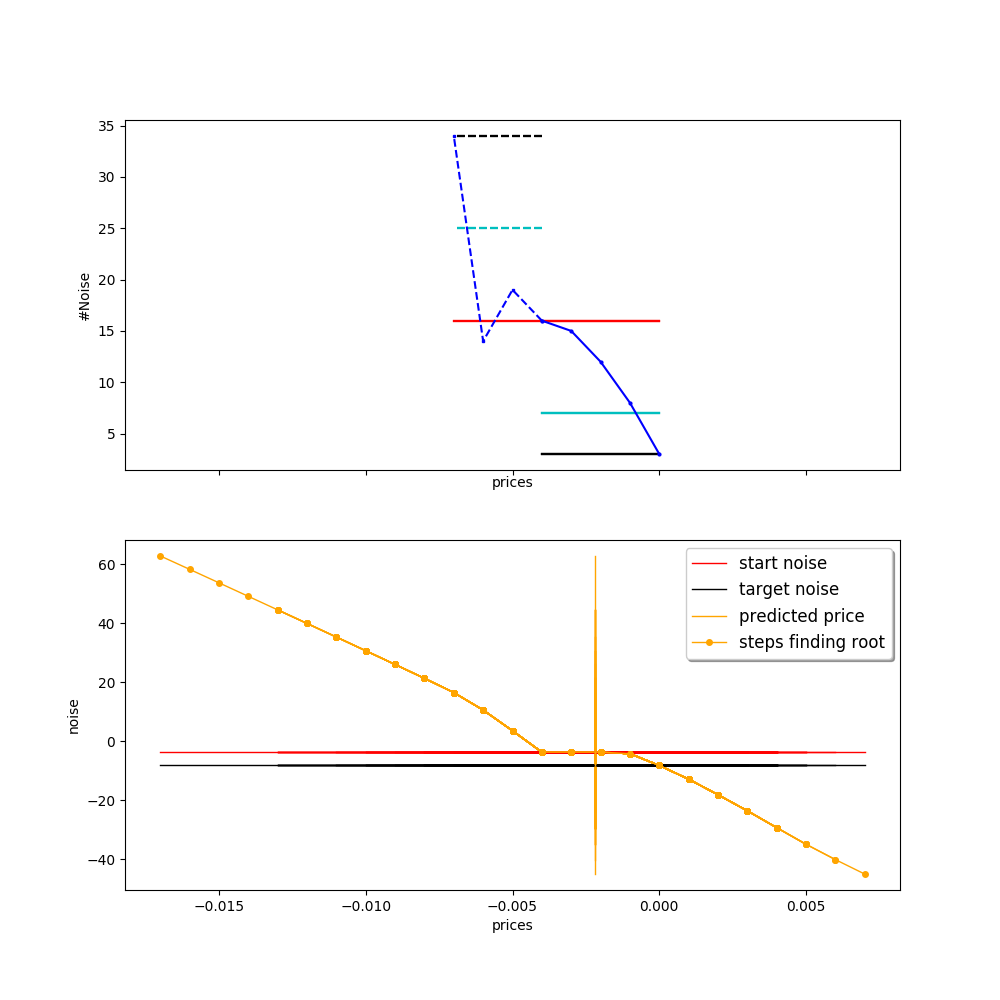 35
30
25
20
15
10
5
#Noise
prices
60
40
20
0
−20
−40
noise
start noise
target noise
predicted price
steps finding root
−0.015 −0.010 −0.005 0.000 0.005
prices